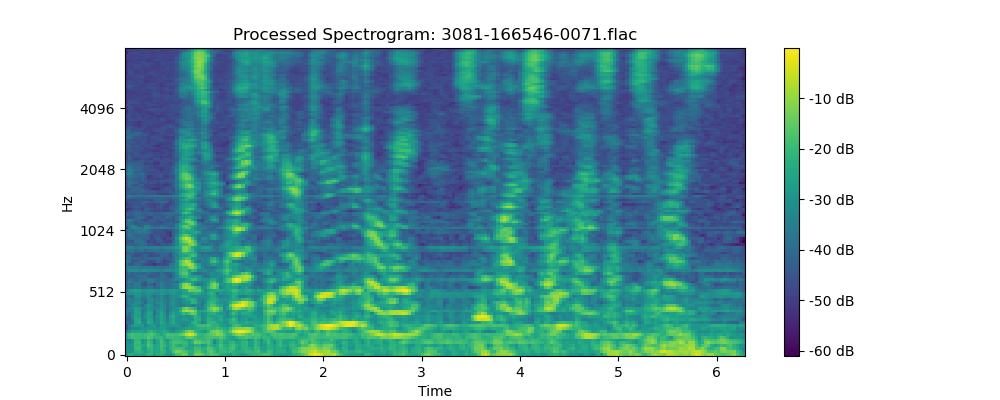 Processed Spectrogram: 3081-166546-0071.flac
Hz
4096
2048
1024
512
0
0 1 2 3 4 5 6
Time
-10 dB
-20 dB
-30 dB
-40 dB
-50 dB
-60 dB